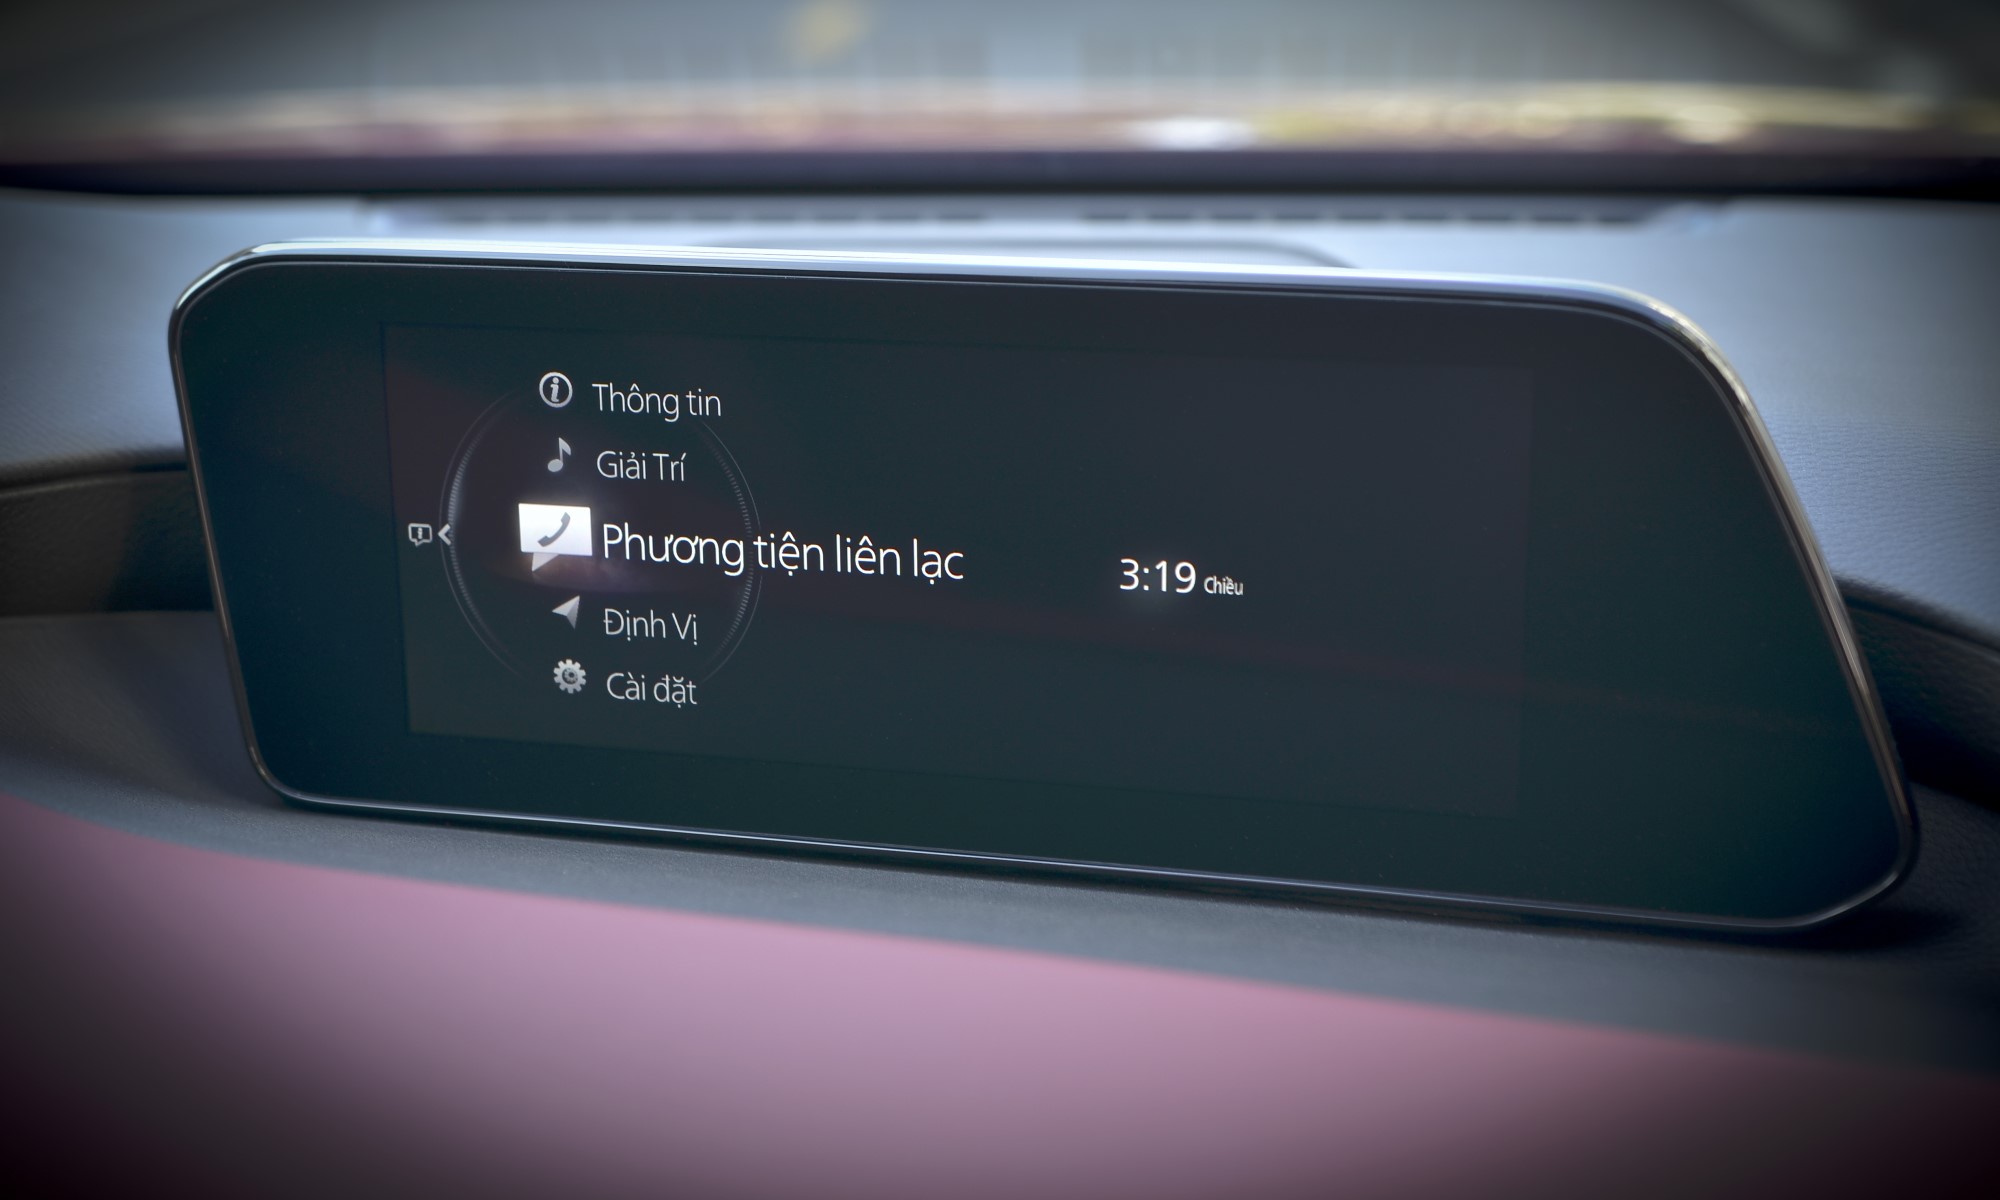 Thông tin
Giải Trí
Phương tiện liên lạc
3:19 Chiều
Định Vị
Cài đặt